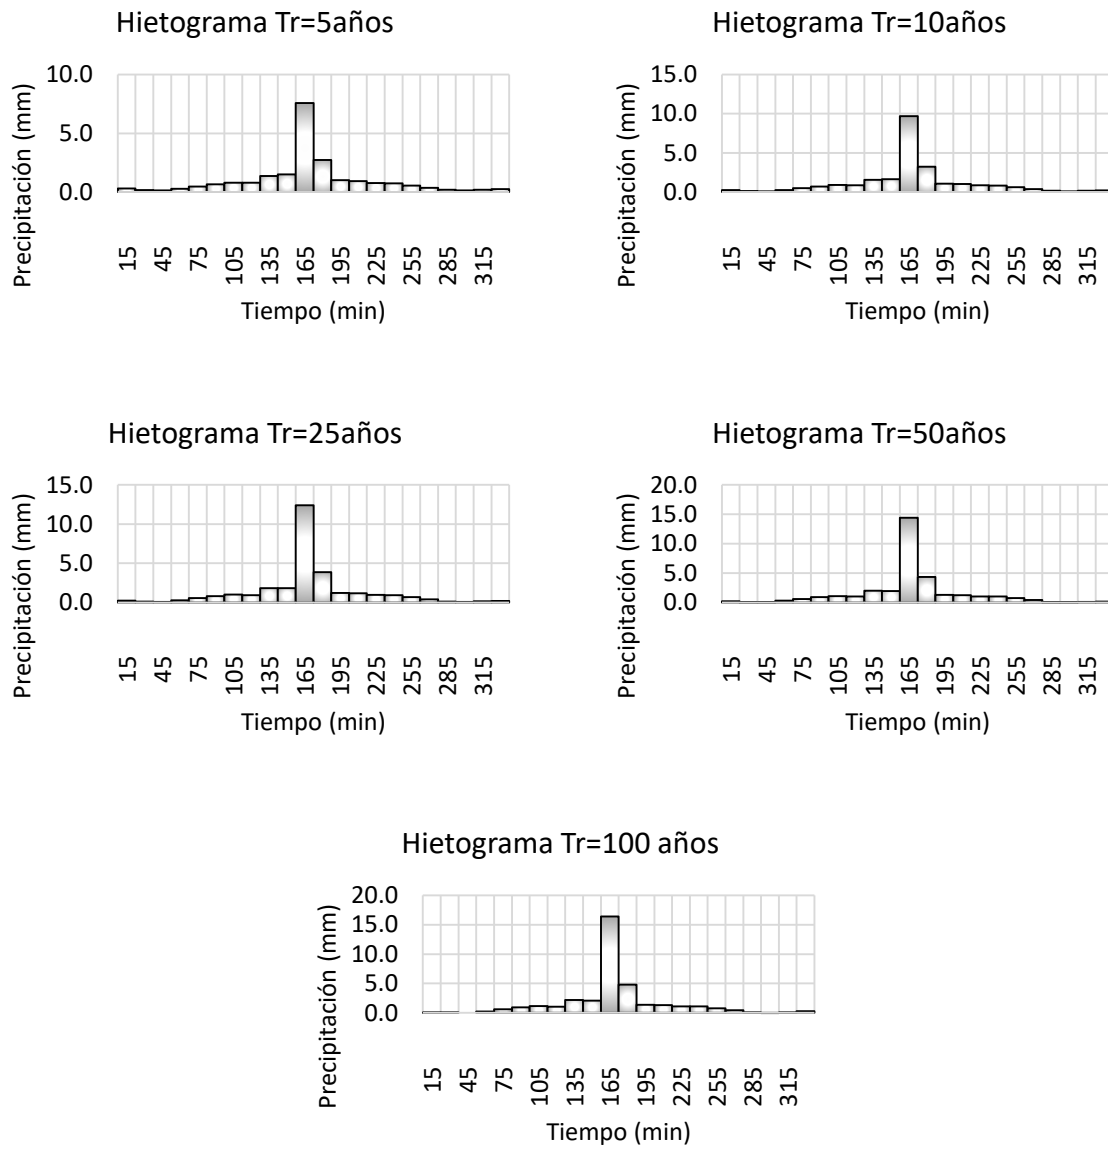 Hietograma Tr=5años
10.0
5.0
0.0
Precipitación (mm)
15 45 75 105 135 165 195 225 255 285 315
Tiempo (min)
Hietograma Tr=10años
15.0
10.0
5.0
0.0
Precipitación (mm)
15 45 75 105 135 165 195 225 255 285 315
Tiempo (min)
Hietograma Tr=25años
15.0
10.0
5.0
0.0
Precipitación (mm)
15 45 75 105 135 165 195 225 255 285 315
Tiempo (min)
Hietograma Tr=50años
20.0
15.0
10.0
5.0
0.0
Precipitación (mm)
15 45 75 105 135 165 195 225 255 285 315
Tiempo (min)
Hietograma Tr=100 años
20.0
15.0
10.0
5.0
0.0
Precipitación (mm)
15 45 75 105 135 165 195 225 255 285 315
Tiempo (min)